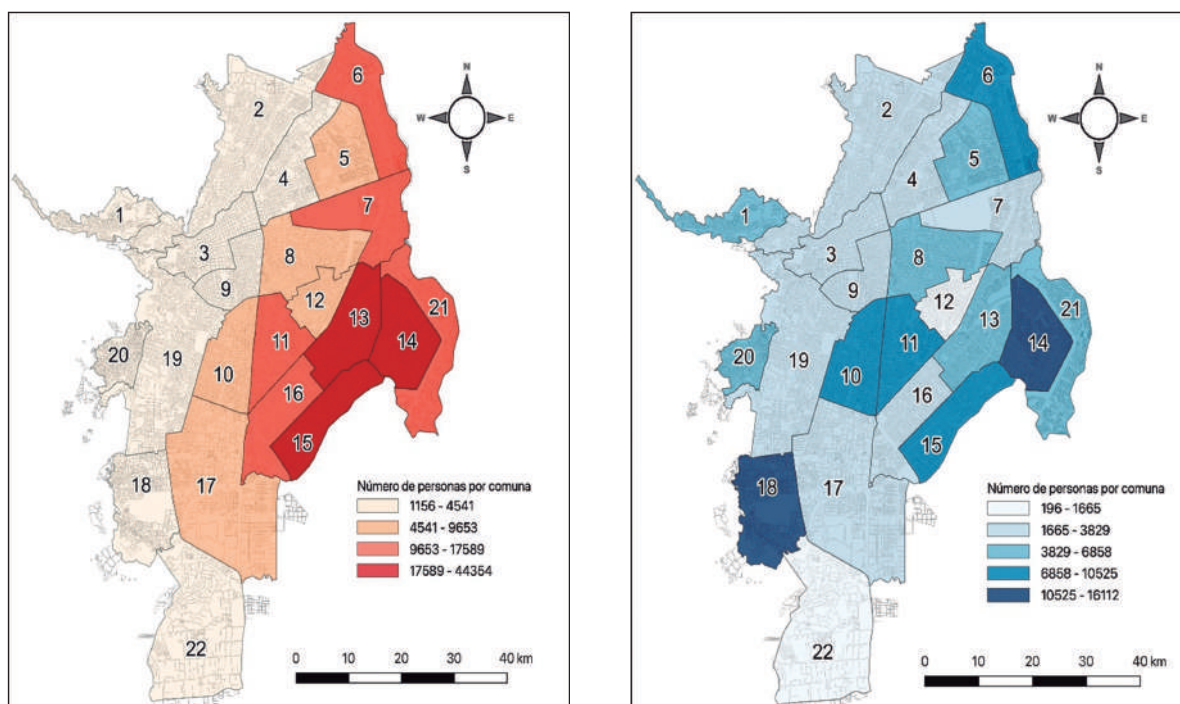 N
W E
S
6
2
5
4
7
1
3
8
9
12
13
21
11
14
20
19
10
16
15
18
17
22
Número de personas por comuna
1156 - 4541
4541 - 9653
9653 - 17589
17589 - 44354
0 10 20 30 40 km
N
W E
S
6
2
5
4
7
1
3
8
9
12
13
21
11
14
20
19
10
16
15
18
17
22
Número de personas por comuna
196 - 1665
1665 - 3829
3829 - 6858
6858 - 10525
10525 - 16112
0 10 20 30 40 km